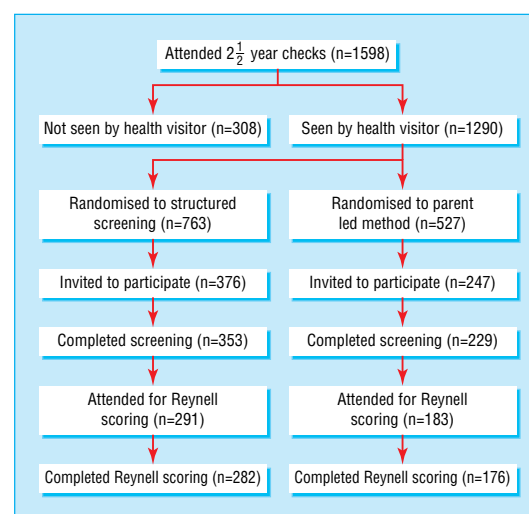 Attended 2½ year checks (n=1598)
Not seen by health visitor (n=308)
Seen by health visitor (n=1290)
Randomised to structured
screening (n=763)
Randomised to parent
led method (n=527)
Invited to participate (n=376)
Invited to participate (n=247)
Completed screening (n=353)
Completed screening (n=229)
Attended for Reynell
scoring (n=291)
Attended for Reynell
scoring (n=183)
Completed Reynell scoring (n=282)
Completed Reynell scoring (n=176)